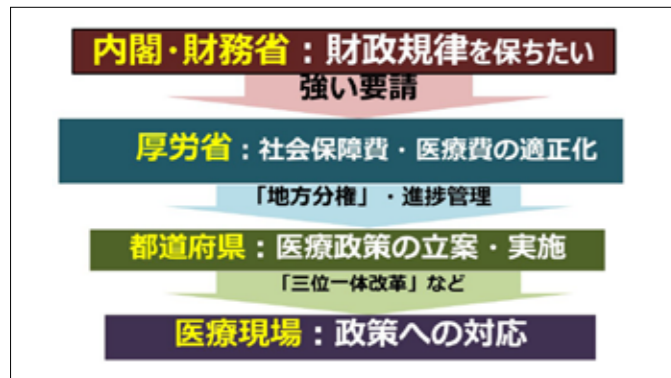 内閣・財務省：財政規律を保ちたい
強い要請
厚労省：社会保障費・医療費の適正化
「地方分権」・進捗管理
都道府県：医療政策の立案・実施
「三位一体改革」など
医療現場：政策への対応